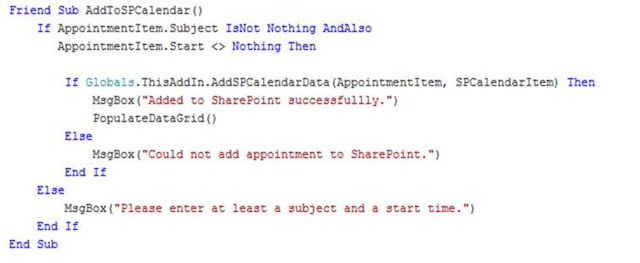 Friend Sub AddToSPCalendar()
    If AppointmentItem.Subject IsNot Nothing AndAlso
       AppointmentItem.Start <> Nothing Then

        If Globals.ThisAddIn.AddSPCalendarData(AppointmentItem, SPCalendarItem) Then
            MsgBox("Added to SharePoint successfullly.")
            PopulateDataGrid()
        Else
            MsgBox("Could not add appointment to SharePoint.")
        End If
    Else
        MsgBox("Please enter at least a subject and a start time.")
    End If
End Sub